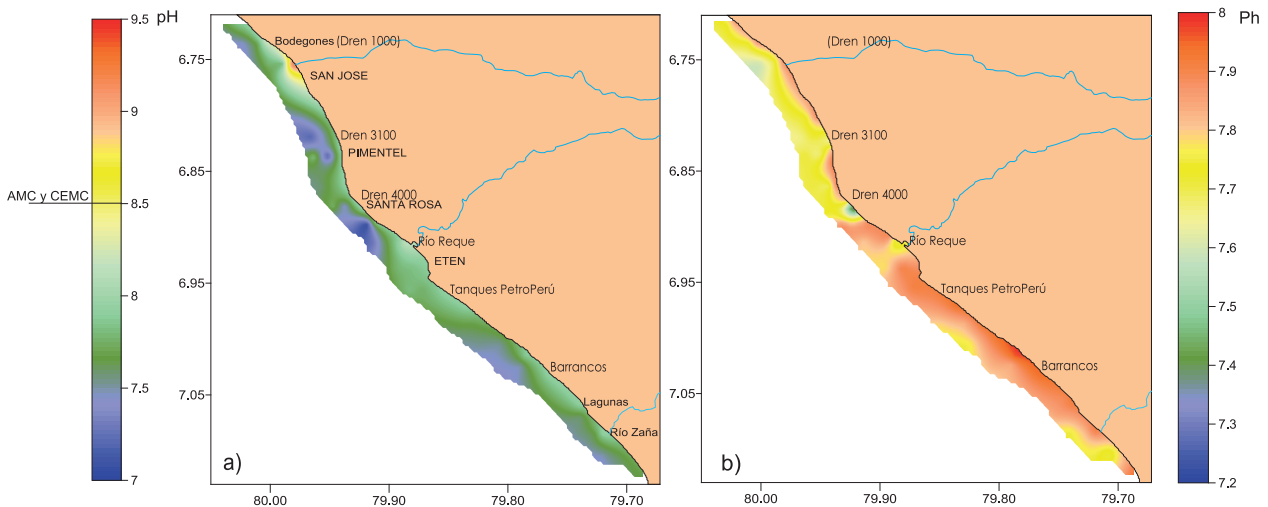 9.5 pH
9
AMC y CEMC
8.5
8
7.5
7
6.75
6.85
6.95
7.05
80.00 79.90 79.80 79.70
Bodegones (Dren 1000)
SAN JOSE
Dren 3100
PIMENTEL
Dren 4000
SANTA ROSA
Río Reque
ETEN
Tanques PetroPerú
Barrancos
Lagunas
Río Zaña
a)
6.75
6.85
6.95
7.05
80.00 79.90 79.80 79.70
(Dren 1000)
Dren 3100
Dren 4000
Río Reque
Tanques PetroPerú
Barrancos
b)
8 Ph
7.9
7.8
7.7
7.6
7.5
7.4
7.3
7.2